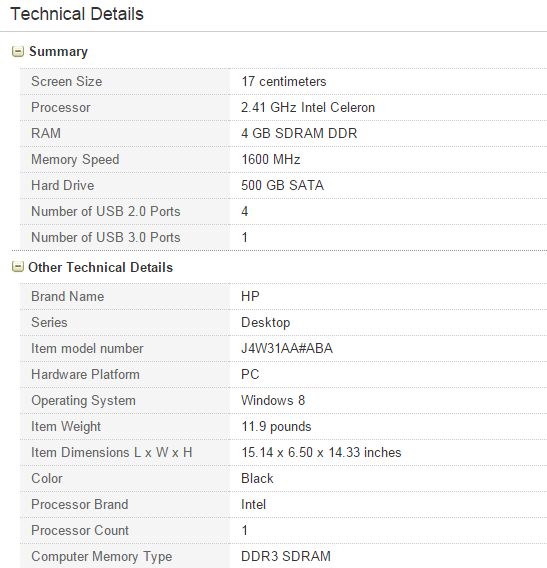 Technical Details
Summary
Screen Size 17 centimeters
Processor 2.41 GHz Intel Celeron
RAM 4 GB SDRAM DDR
Memory Speed 1600 MHz
Hard Drive 500 GB SATA
Number of USB 2.0 Ports 4
Number of USB 3.0 Ports 1
Other Technical Details
Brand Name HP
Series Desktop
Item model number J4W31AA#ABA
Hardware Platform PC
Operating System Windows 8
Item Weight 11.9 pounds
Item Dimensions L x W x H 15.14 x 6.50 x 14.33 inches
Color Black
Processor Brand Intel
Processor Count 1
Computer Memory Type DDR3 SDRAM